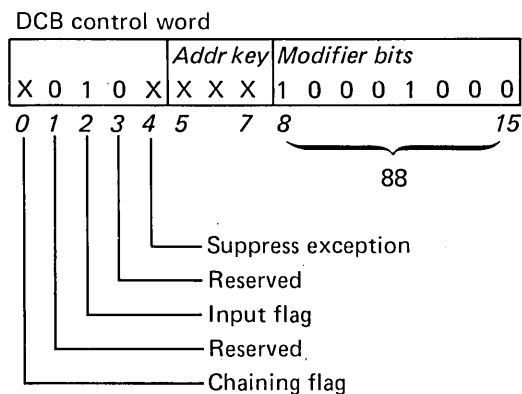 DCB control word
Addr key Modifier bits
X 0 1 0 X X X X 1 0 0 0 1 0 0 0
0 1 2 3 4 5 7 8 15
88
Suppress exception
Reserved
Input flag
Reserved
Chaining flag